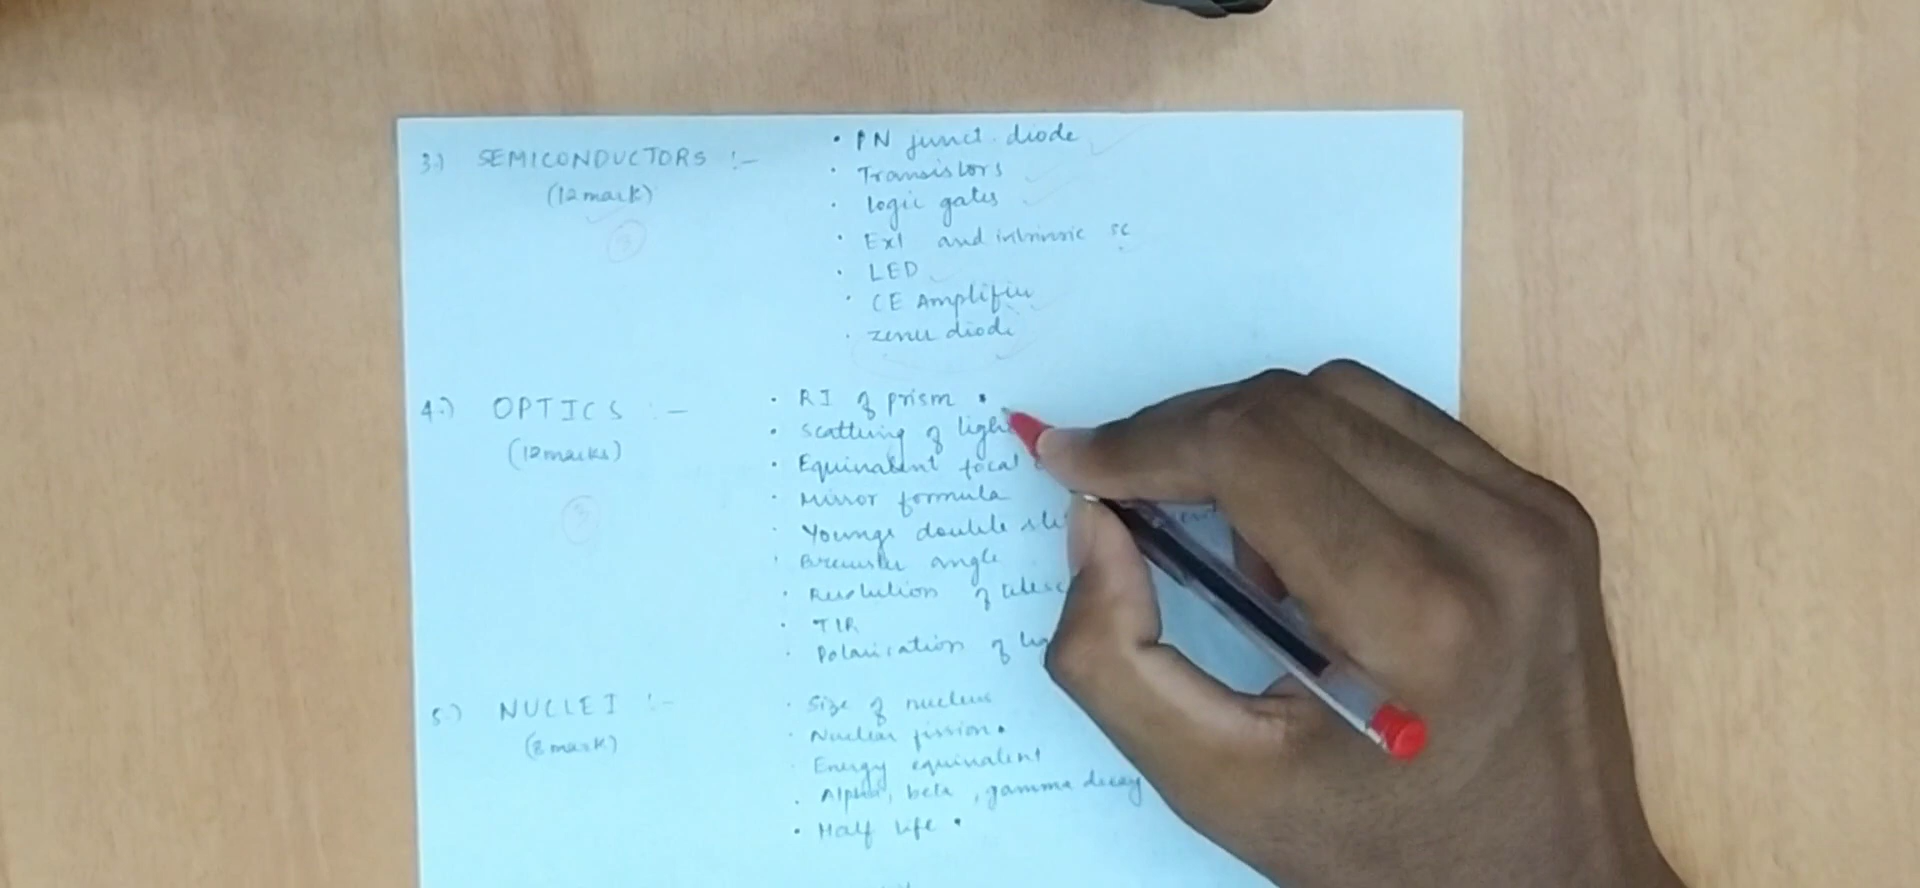 3.) SEMICONDUCTORS :-
(12 mark)
3
• PN junct. diode
• Transistors
• Logic gates
• Ext and intrinsic sc
• LED
• CE Amplifier
• zener diode
4.) OPTICS :-
(12 marks)
3
• RI of prism •
• Scattering of light
• Equivalent focal
• Mirror formula
• Youngs double
• Brewster angle
• Resolution of
• TIR
• Polarization of
5.) NUCLEI :-
(8 mark)
• Size of nucleus
• Nuclear fission •
• Energy equivalent
• Alpha, beta, gamma decay
• Half life •